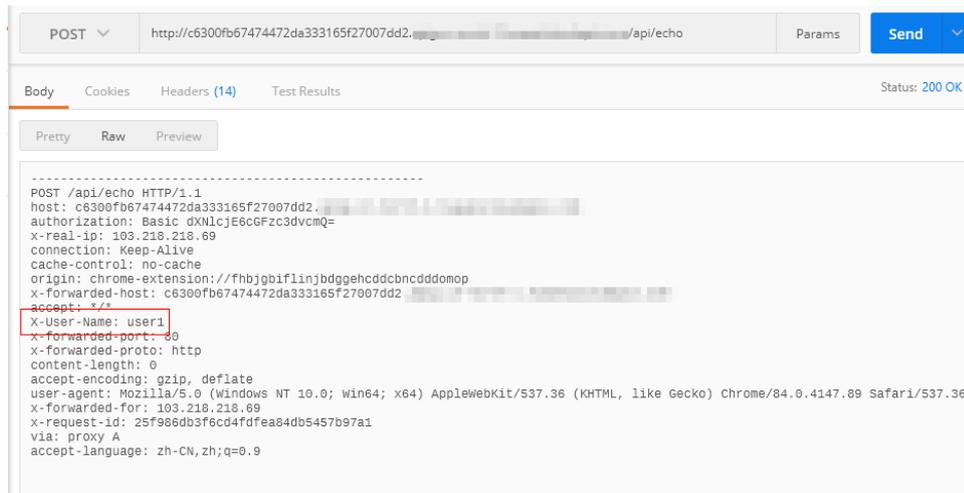 POST http://c6300fb67474472da333165f27007dd2. /api/echo Params Send
Body Cookies Headers (14) Test Results Status: 200 OK
Pretty Raw Preview
-----------------------------------------------------
POST /api/echo HTTP/1.1
host: c6300fb67474472da333165f27007dd2.
authorization: Basic dXNlcjE6cGFzc3dvcmQ=
x-real-ip: 103.218.218.69
connection: Keep-Alive
cache-control: no-cache
origin: chrome-extension://fhbjgbiflinjbdggehcddcbncdddomop
x-forwarded-host: c6300fb67474472da333165f27007dd2
accept: */*
X-User-Name: user1
x-forwarded-port: 80
x-forwarded-proto: http
content-length: 0
accept-encoding: gzip, deflate
user-agent: Mozilla/5.0 (Windows NT 10.0; Win64; x64) AppleWebKit/537.36 (KHTML, like Gecko) Chrome/84.0.4147.89 Safari/537.36
x-forwarded-for: 103.218.218.69
x-request-id: 25f986db3f6cd4fdfea84db5457b97a1
via: proxy A
accept-language: zh-CN,zh;q=0.9